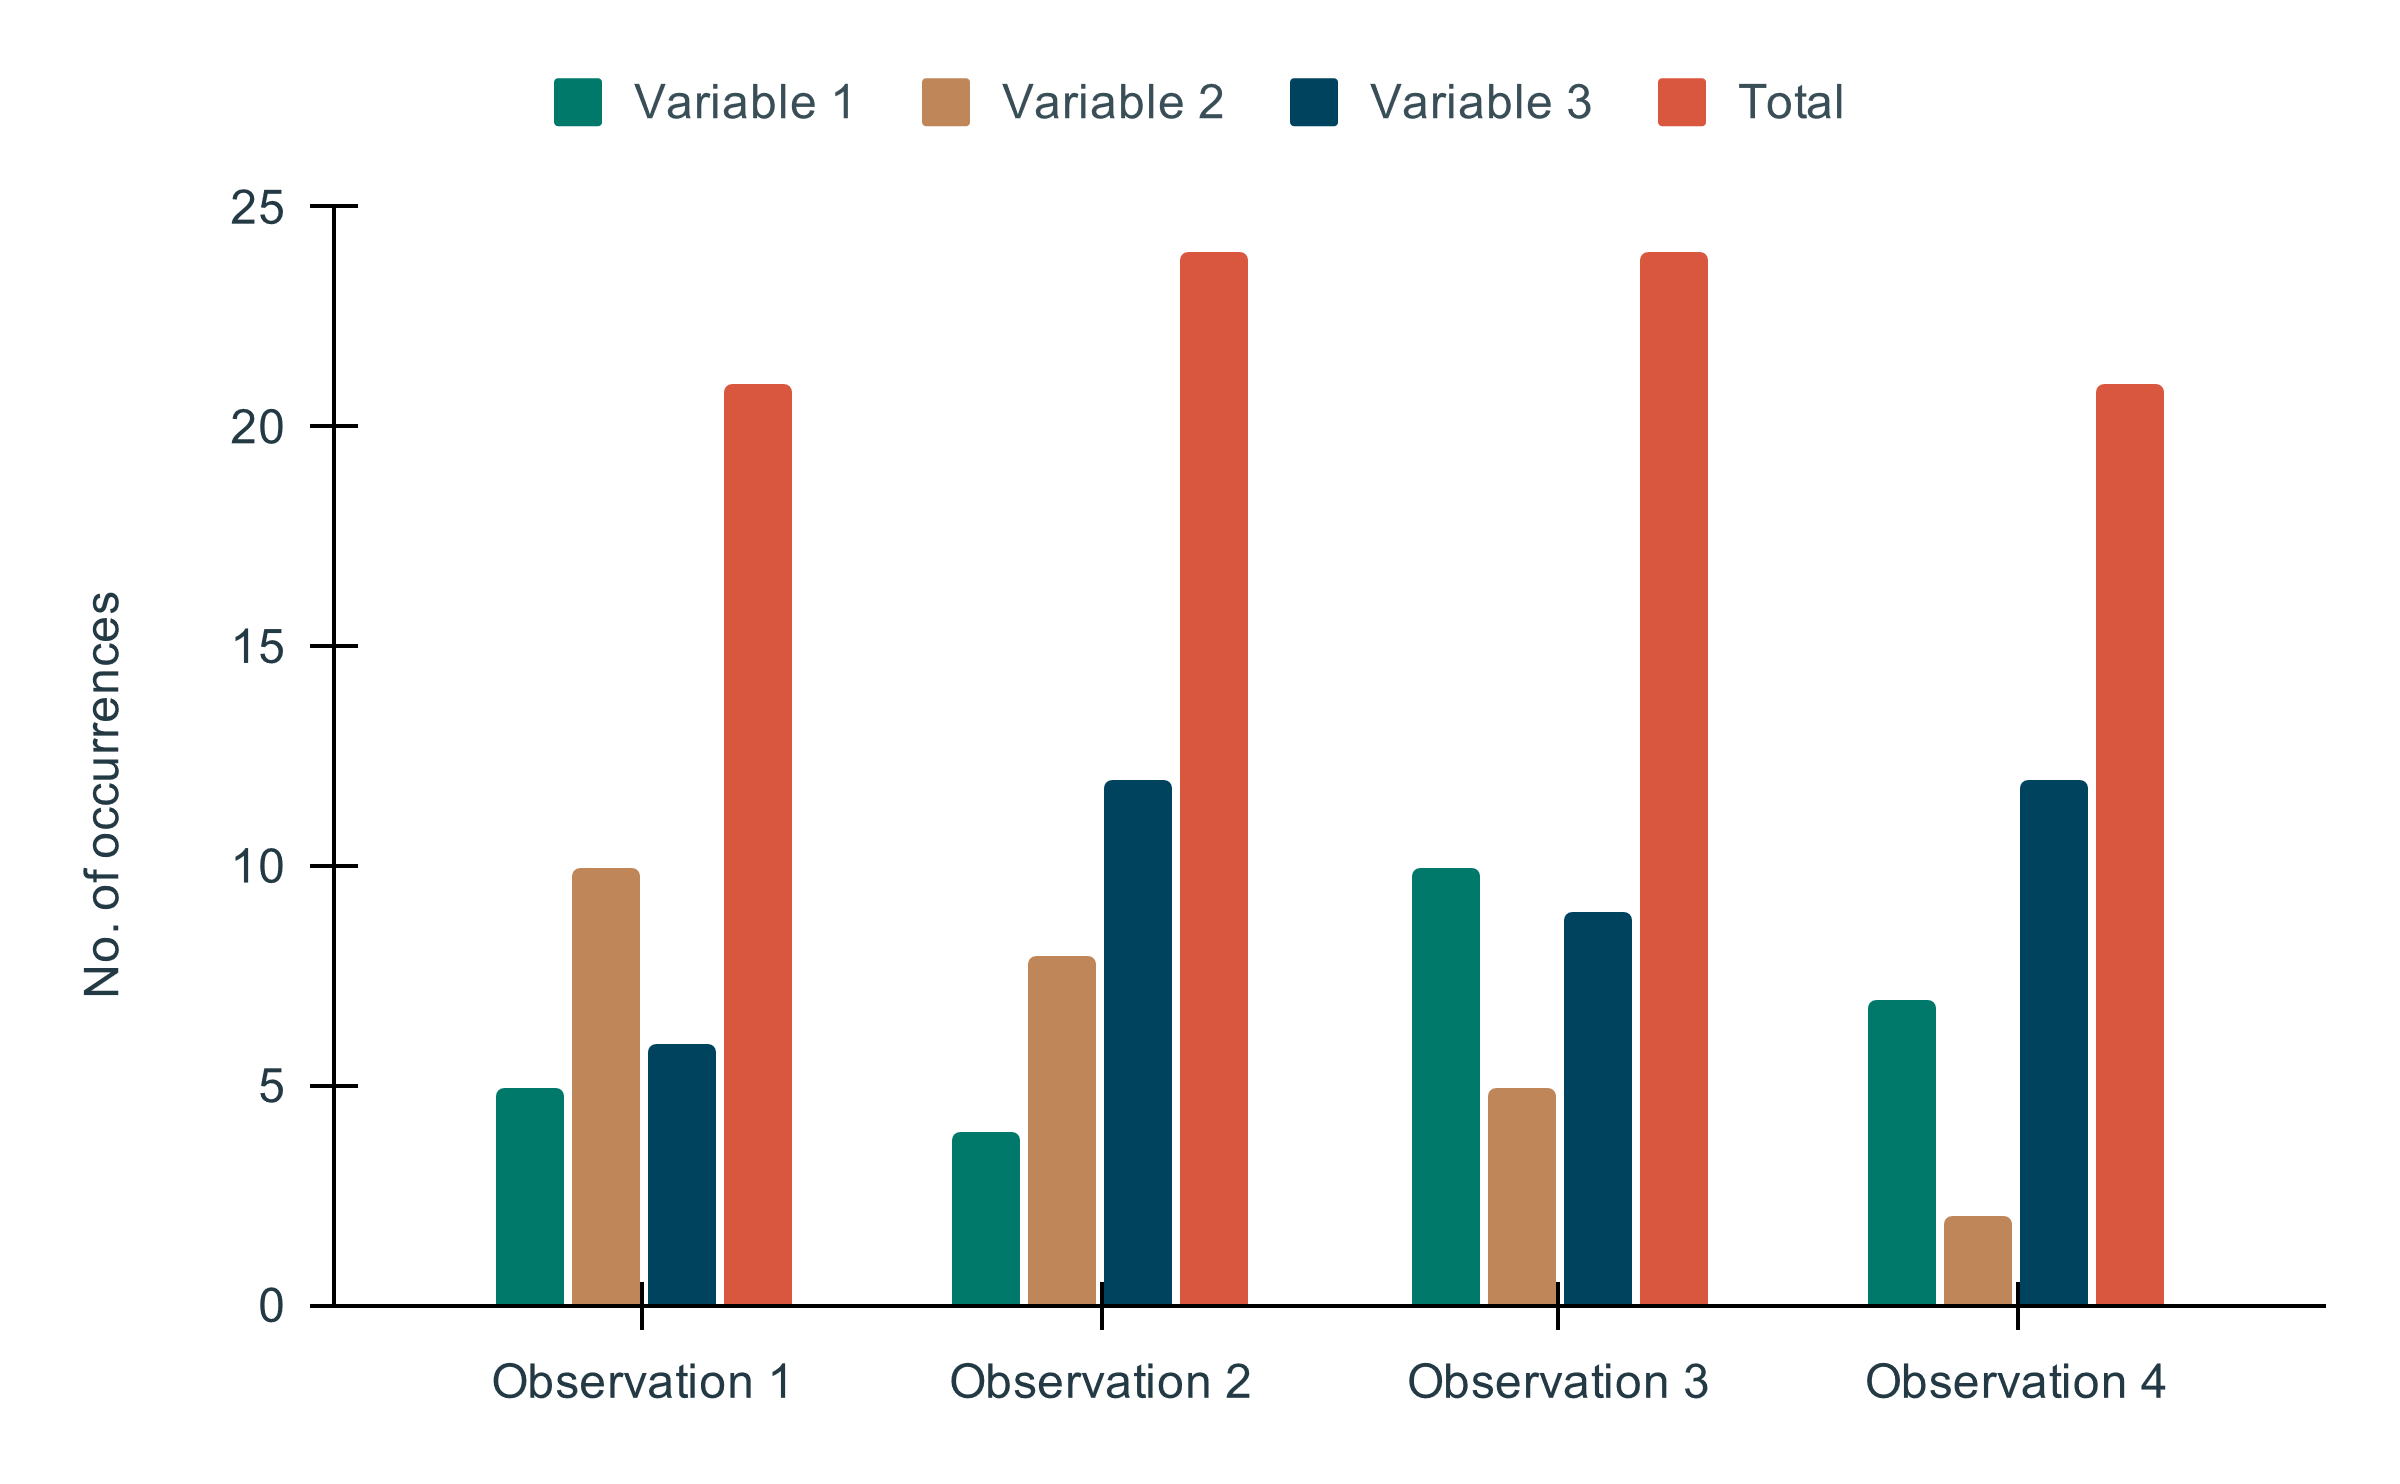 Variable 1 Variable 2 Variable 3 Total
25
20
15
10
5
0
No. of occurrences
Observation 1 Observation 2 Observation 3 Observation 4